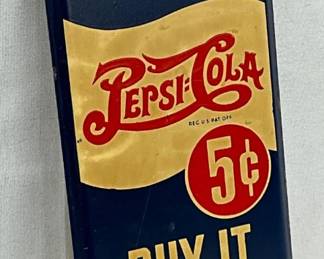 PEPSI:COLA
REG. U.S. PAT. OFF.
5¢
BUY IT